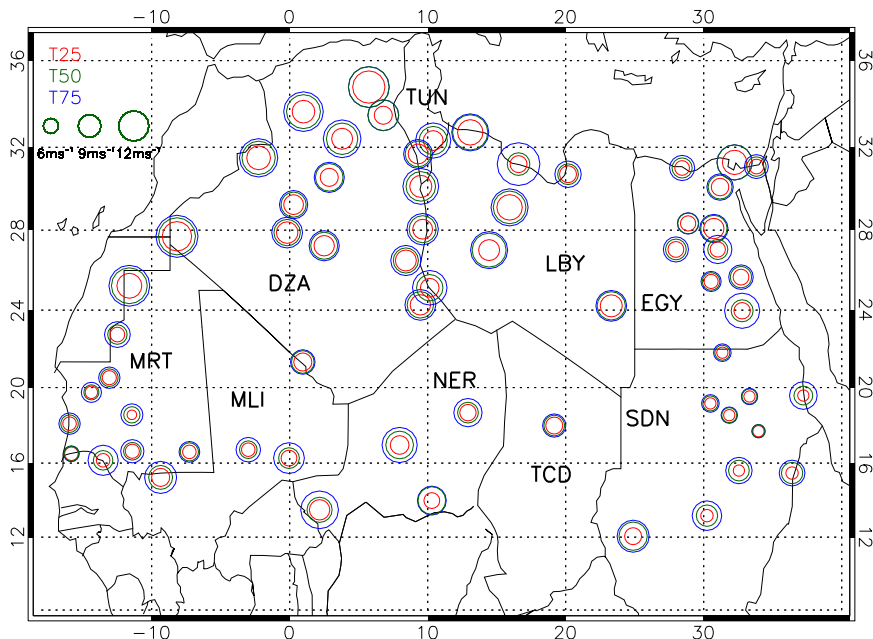 −10 0 10 20 30
36 36
T25
T50
T75
TUN
6ms⁻¹ 9ms⁻¹ 12ms⁻¹
32 32
28 28
LBY
DZA
EGY
24 24
MRT
NER
20 20
MLI
SDN
TCD
16 16
12 12
−10 0 10 20 30